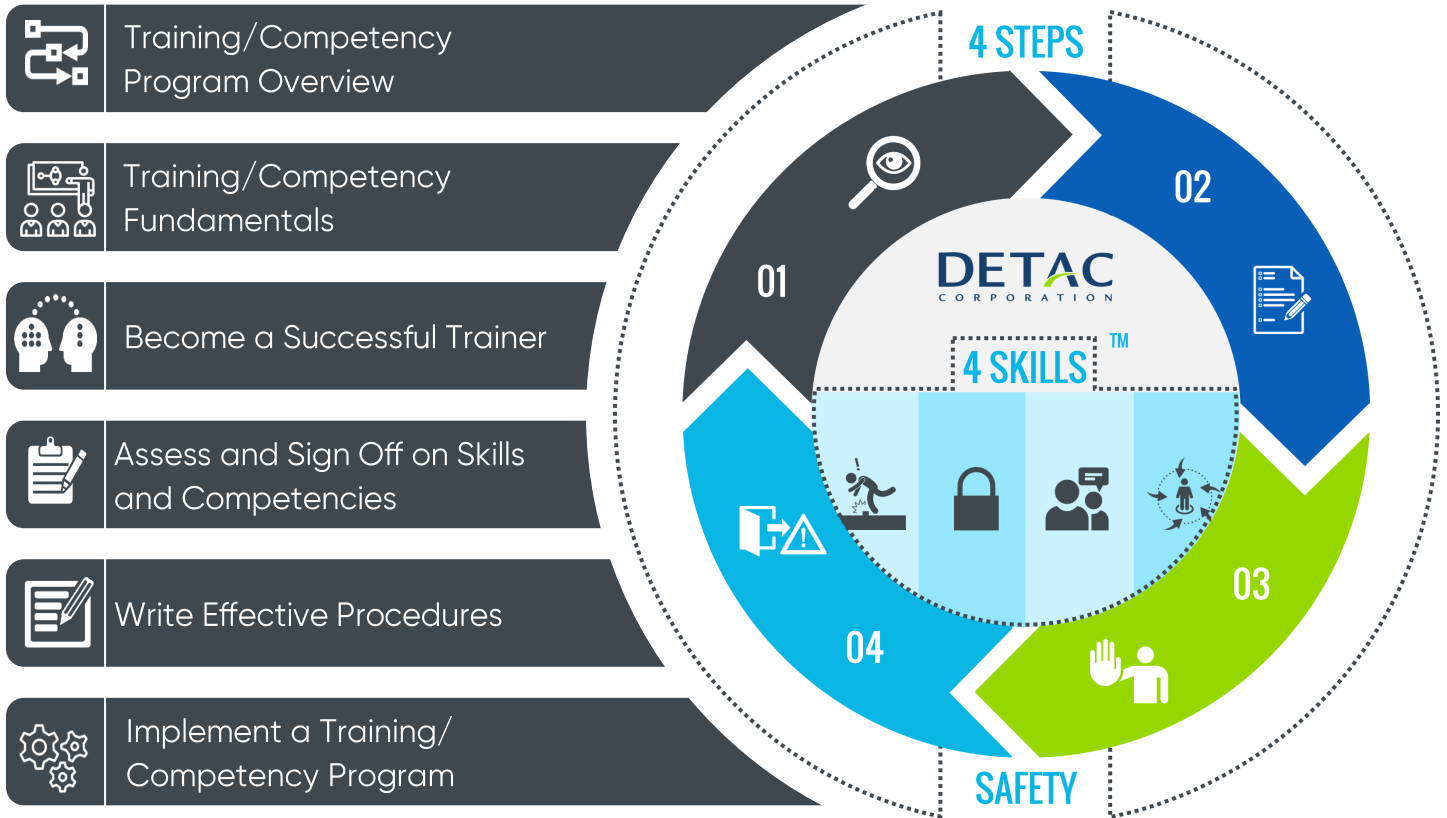 Training/Competency
Program Overview
Training/Competency
Fundamentals
Become a Successful Trainer
Assess and Sign Off on Skills
and Competencies
Write Effective Procedures
Implement a Training/
Competency Program
4 STEPS
01
02
03
04
DETAC
CORPORATION
4 SKILLS
TM
SAFETY